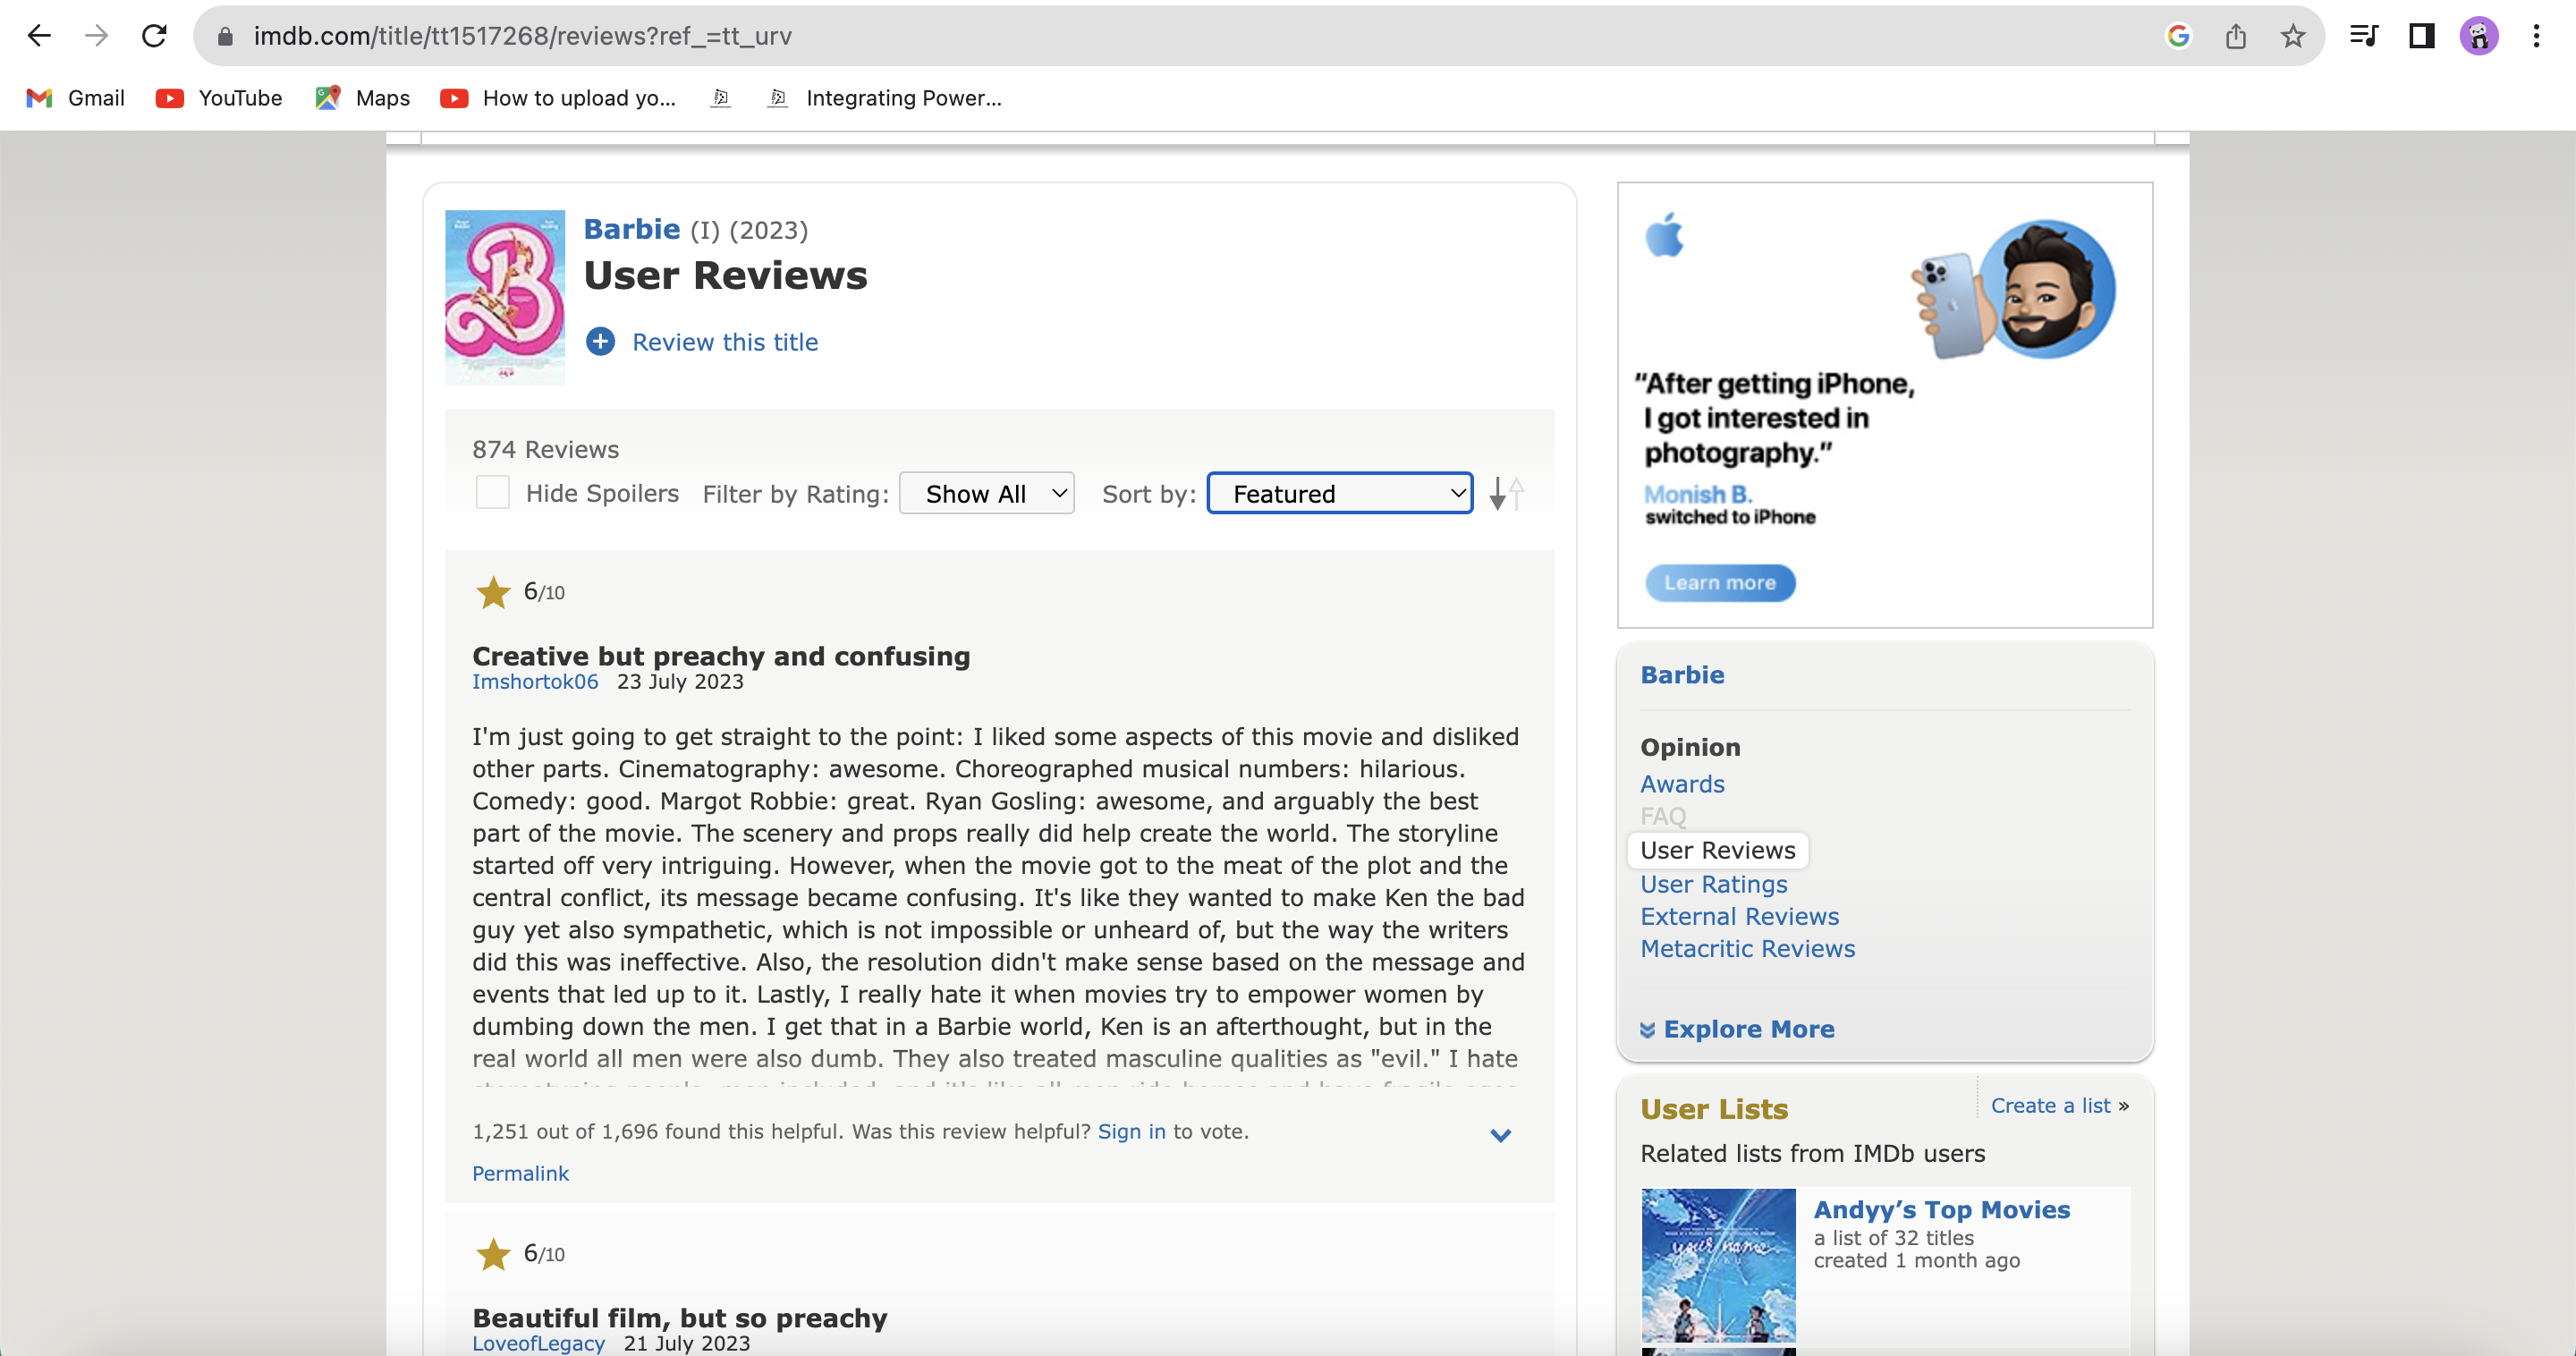 imdb.com/title/tt1517268/reviews?ref_=tt_urv
Gmail
YouTube
Maps
How to upload yo...
Integrating Power...
Barbie (I) (2023)
User Reviews
Review this title
874 Reviews
Hide Spoilers Filter by Rating: Show All Sort by: Featured
6/10
Creative but preachy and confusing
Imshortok06 23 July 2023
I'm just going to get straight to the point: I liked some aspects of this movie and disliked
other parts. Cinematography: awesome. Choreographed musical numbers: hilarious.
Comedy: good. Margot Robbie: great. Ryan Gosling: awesome, and arguably the best
part of the movie. The scenery and props really did help create the world. The storyline
started off very intriguing. However, when the movie got to the meat of the plot and the
central conflict, its message became confusing. It's like they wanted to make Ken the bad
guy yet also sympathetic, which is not impossible or unheard of, but the way the writers
did this was ineffective. Also, the resolution didn't make sense based on the message and
events that led up to it. Lastly, I really hate it when movies try to empower women by
dumbing down the men. I get that in a Barbie world, Ken is an afterthought, but in the
real world all men were also dumb. They also treated masculine qualities as "evil." I hate
1,251 out of 1,696 found this helpful. Was this review helpful? Sign in to vote.
Permalink
6/10
Beautiful film, but so preachy
LoveofLegacy 21 July 2023
“After getting iPhone,
I got interested in
photography.”
Monish B.
switched to iPhone
Learn more
Barbie
Opinion
Awards
FAQ
User Reviews
User Ratings
External Reviews
Metacritic Reviews
Explore More
User Lists
Create a list »
Related lists from IMDb users
your name.
Andyy’s Top Movies
a list of 32 titles
created 1 month ago